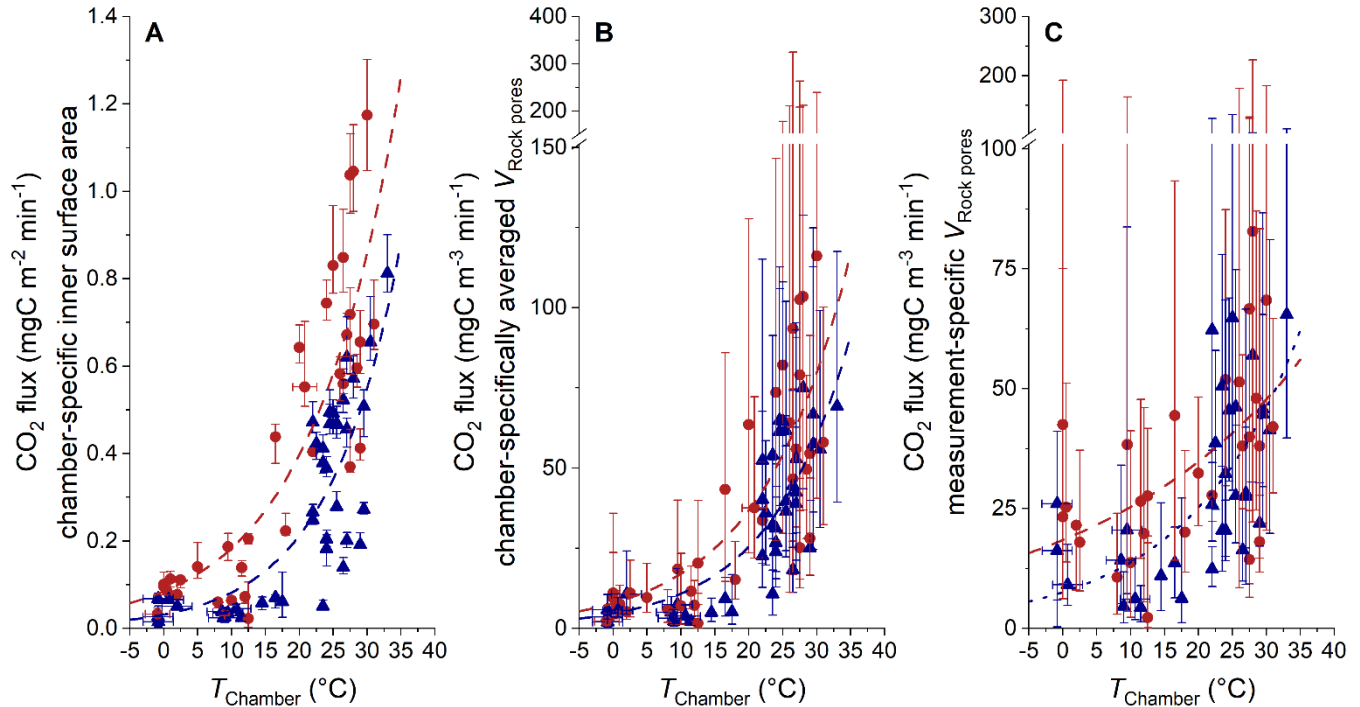 A
CO2 flux (mgC m-2 min-1)
chamber-specific inner surface area
1.4
1.2
1.0
0.8
0.6
0.4
0.2
0.0
-5 0 5 10 15 20 25 30 35 40
TChamber (°C)
B
CO2 flux (mgC m-3 min-1)
chamber-specifically averaged VRock pores
400
300
200
150
100
50
0
-5 0 5 10 15 20 25 30 35 40
TChamber (°C)
C
CO2 flux (mgC m-3 min-1)
measurement-specific VRock pores
300
200
100
75
50
25
0
-5 0 5 10 15 20 25 30 35 40
TChamber (°C)